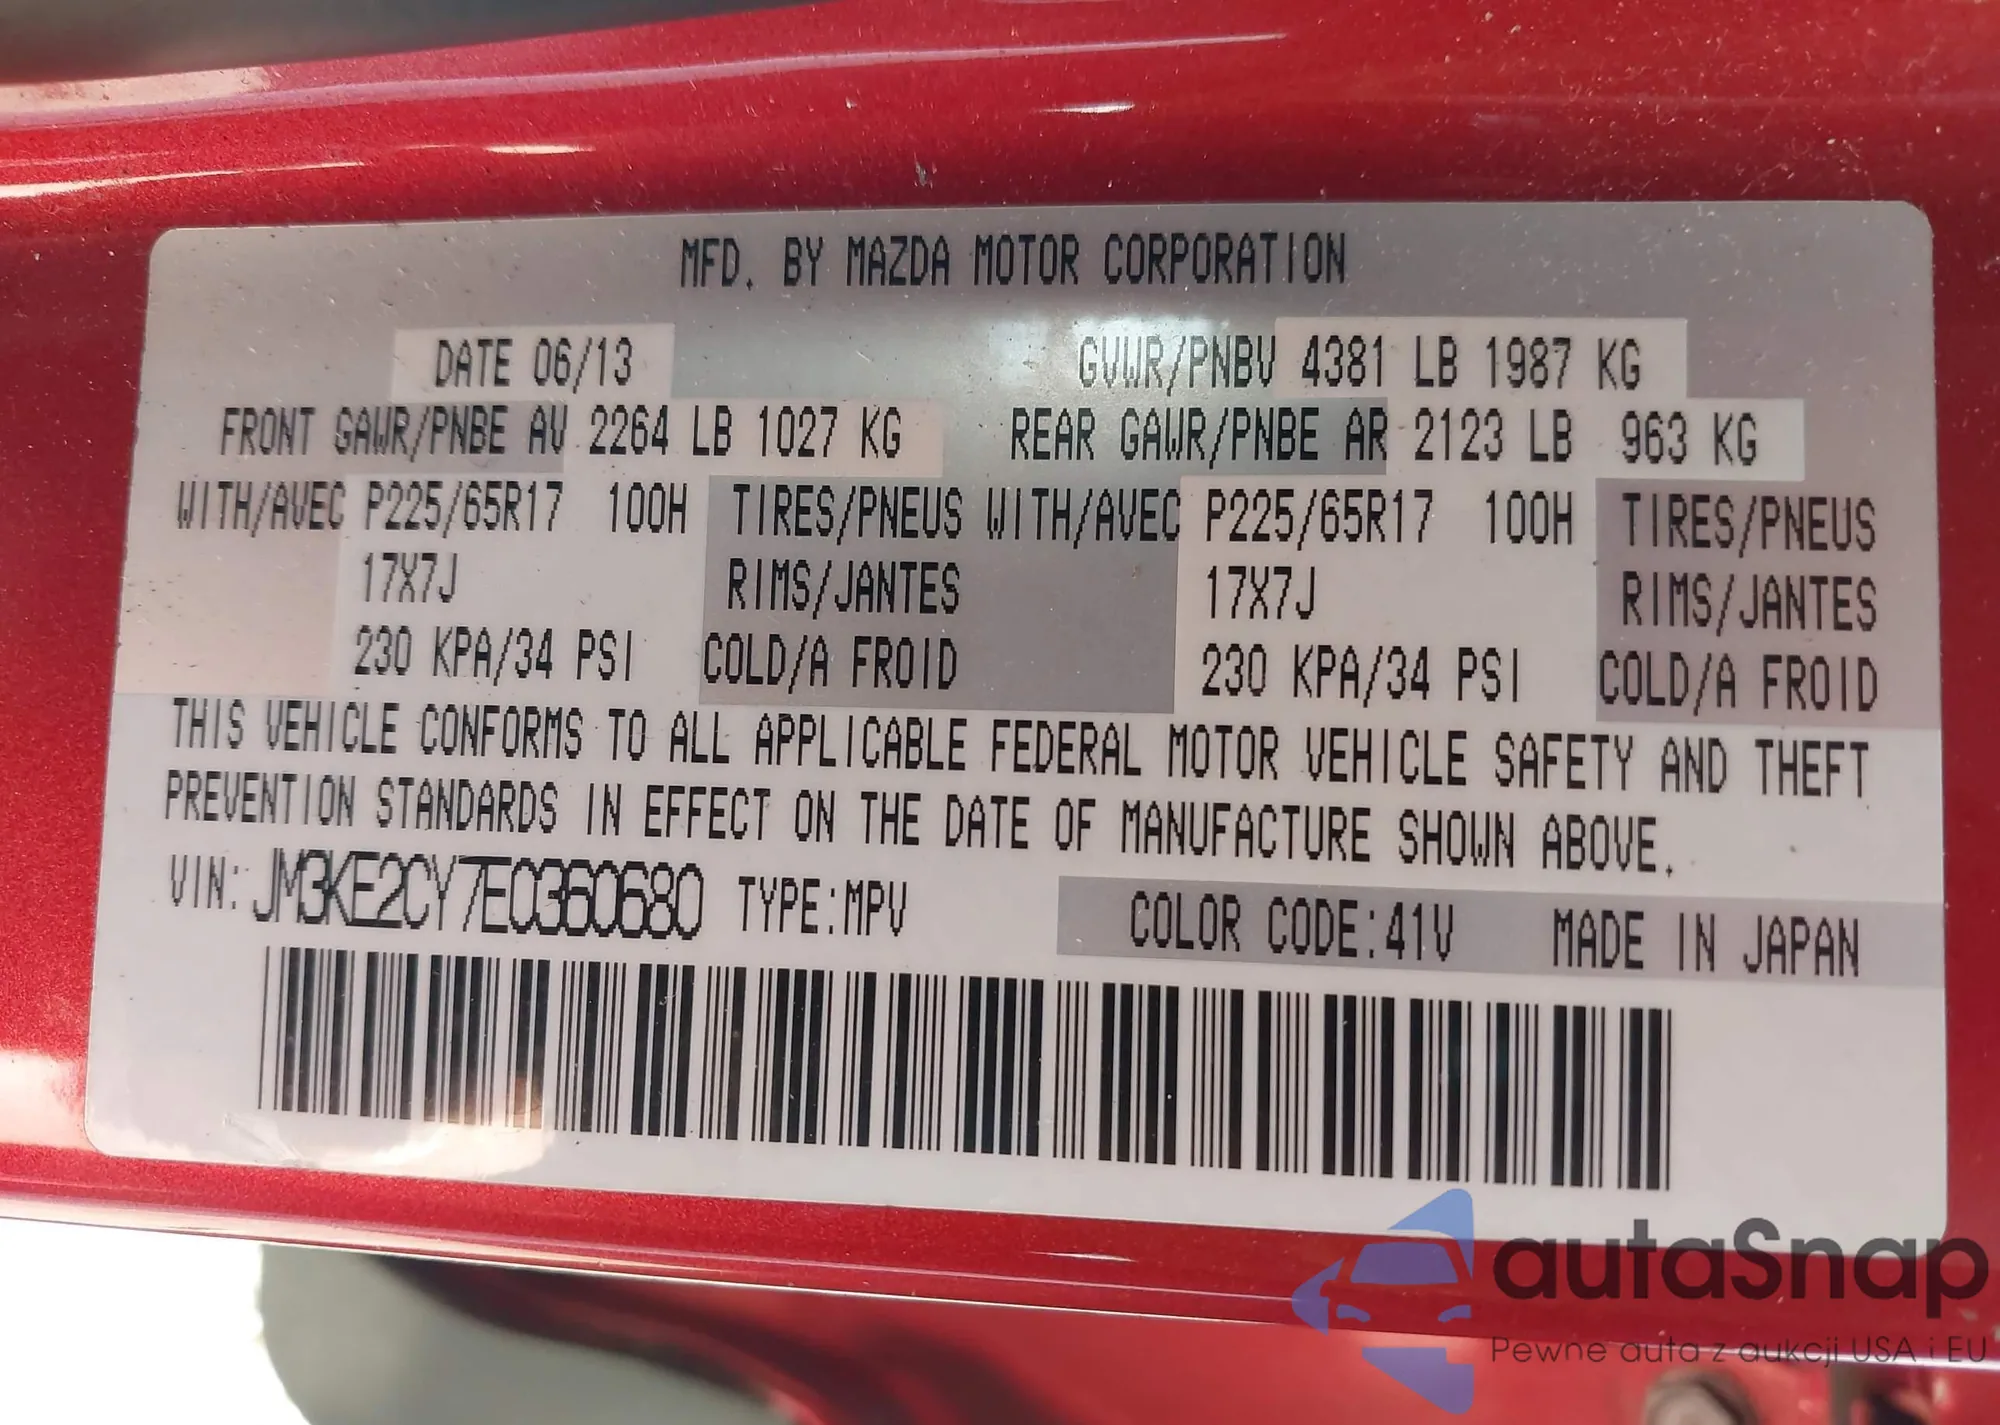 MFD. BY MAZDA MOTOR CORPORATION
DATE 06/13 GVWR/PNBV 4381 LB 1987 KG
FRONT GAWR/PNBE AV 2264 LB 1027 KG REAR GAWR/PNBE AR 2123 LB 963 KG
WITH/AVEC P225/65R17 100H TIRES/PNEUS WITH/AVEC P225/65R17 100H TIRES/PNEUS
17X7J RIMS/JANTES 17X7J RIMS/JANTES
230 KPA/34 PSI COLD/A FROID 230 KPA/34 PSI COLD/A FROID
THIS VEHICLE CONFORMS TO ALL APPLICABLE FEDERAL MOTOR VEHICLE SAFETY AND THEFT
PREVENTION STANDARDS IN EFFECT ON THE DATE OF MANUFACTURE SHOWN ABOVE.
VIN: JM3KE2CY7E0360680 TYPE:MPV COLOR CODE:41V MADE IN JAPAN
autaSnap
Pewne auta z aukcji USA i EU